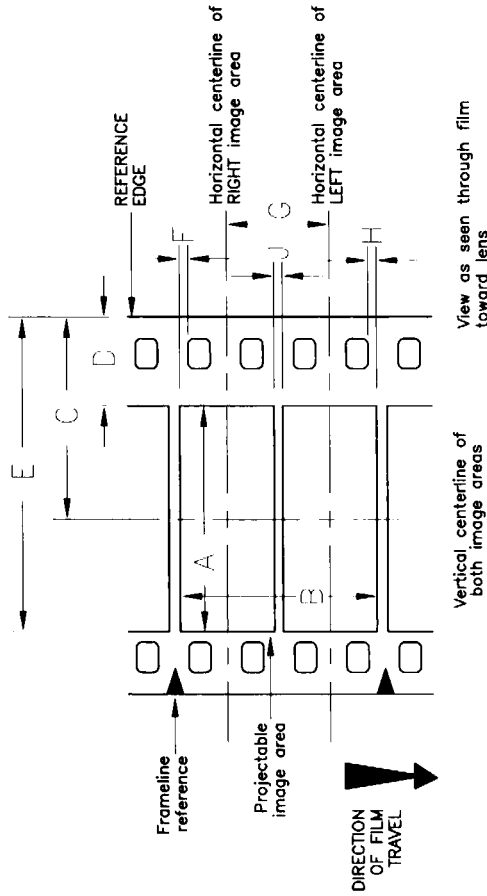 E
C
D
REFERENCE
EDGE
F
Frameline
reference
A
Horizontal centerline of
RIGHT image area
G
J
B
Projectable
image area
Horizontal centerline of
LEFT image area
H
DIRECTION
OF FILM
TRAVEL
Vertical centerline of
both image areas
View as seen through film
toward lens